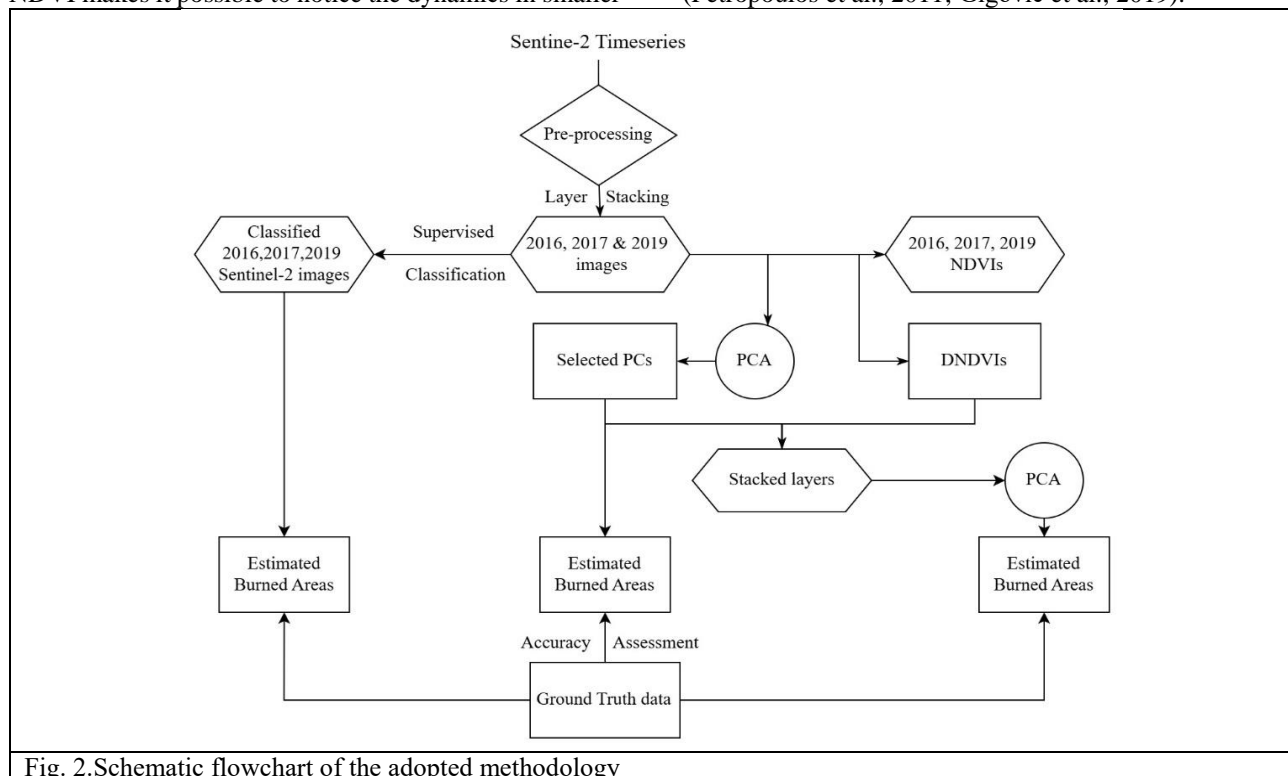 NDVI makes it possible to notice the dynamics in smaller (Petropoulos et al., 2011; Gigović et al., 2019).
Sentine-2 Timeseries
Pre-processing
Layer Stacking
Classified
2016,2017,2019
Sentinel-2 images
Supervised
Classification
2016, 2017 & 2019
images
2016, 2017, 2019
NDVIs
Selected PCs
PCA
DNDVIs
Stacked layers
PCA
Estimated
Burned Areas
Estimated
Burned Areas
Estimated
Burned Areas
Accuracy Assessment
Ground Truth data
Fig. 2.Schematic flowchart of the adopted methodology